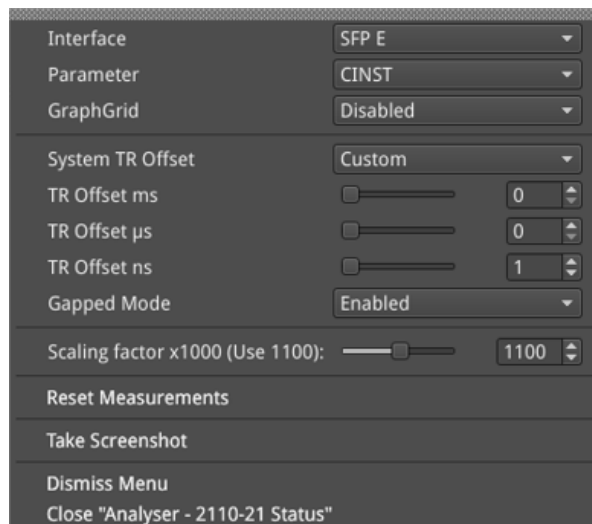 Interface SFP E
Parameter CINST
GraphGrid Disabled
System TR Offset Custom
TR Offset ms 0
TR Offset µs 0
TR Offset ns 1
Gapped Mode Enabled
Scaling factor x1000 (Use 1100): 1100
Reset Measurements
Take Screenshot
Dismiss Menu
Close "Analyser - 2110-21 Status"